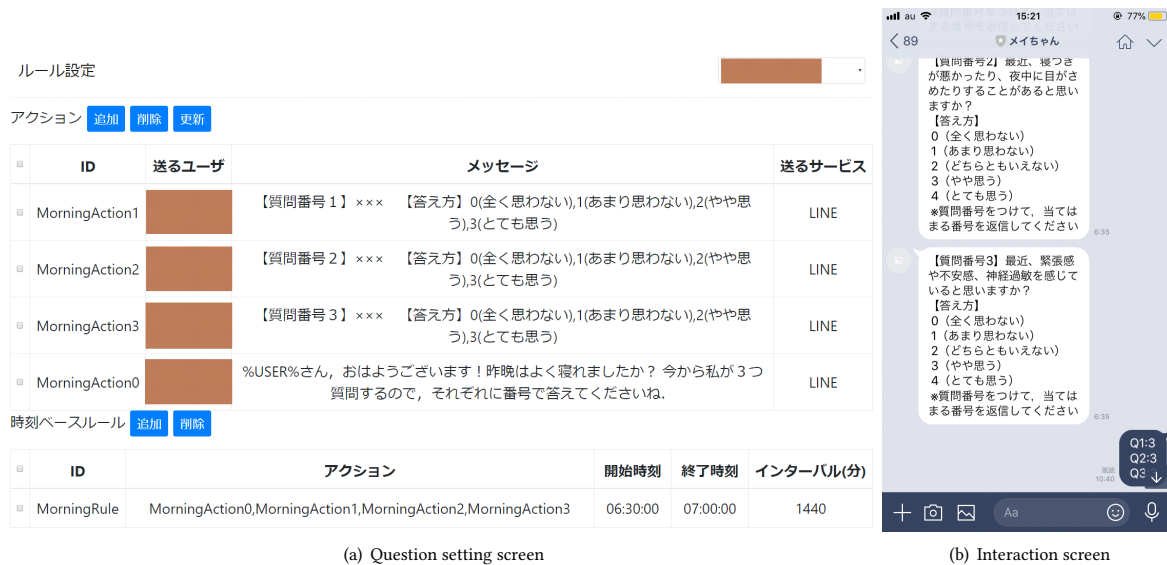 ルール設定
アクション 追加 削除 更新
ID 送るユーザ メッセージ 送るサービス
MorningAction1 【質問番号１】××× 【答え方】0(全く思わない),1(あまり思わない),2(やや思
う),3(とても思う) LINE
MorningAction2 【質問番号２】××× 【答え方】0(全く思わない),1(あまり思わない),2(やや思
う),3(とても思う) LINE
MorningAction3 【質問番号３】××× 【答え方】0(全く思わない),1(あまり思わない),2(やや思
う),3(とても思う) LINE
MorningAction0 %USER%さん，おはようございます！昨晩はよく寝れましたか？ 今から私が３つ
質問するので，それぞれに番号で答えてくださいね． LINE
時刻ベースルール 追加 削除
ID アクション 開始時刻 終了時刻 インターバル(分)
MorningRule MorningAction0,MorningAction1,MorningAction2,MorningAction3 06:30:00 07:00:00 1440
(a) Question setting screen
au 15:21 77%
89 メイちゃん
【質問番号2】最近、寝つき
が悪かったり、夜中に目がさ
めたりすることがあると思い
ますか？
【答え方】
0（全く思わない）
1（あまり思わない）
2（どちらともいえない）
3（やや思う）
4（とても思う）
※質問番号をつけて，当ては
まる番号を返信してください
6:35
【質問番号3】最近、緊張感
や不安感、神経過敏を感じて
いると思いますか？
【答え方】
0（全く思わない）
1（あまり思わない）
2（どちらともいえない）
3（やや思う）
4（とても思う）
※質問番号をつけて，当ては
まる番号を返信してください
6:35
Q1:3
Q2:3
既読
10:40
Aa
(b) Interaction screen